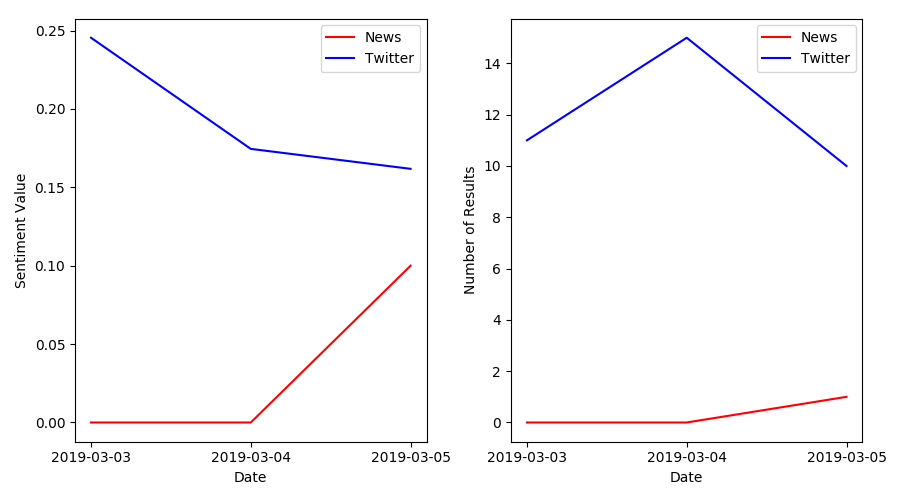 News
Twitter
0.25
0.20
0.15
0.10
0.05
0.00
Sentiment Value
2019-03-03
2019-03-04
2019-03-05
Date
News
Twitter
14
12
10
8
6
4
2
0
Number of Results
2019-03-03
2019-03-04
2019-03-05
Date